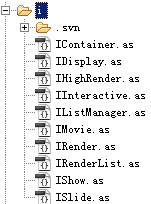 i
.svn
IContainer.as
IDisplay.as
IHighRender.as
IInteractive.as
IListManager.as
IMovie.as
IRender.as
IRenderList.as
IShow.as
ISlide.as